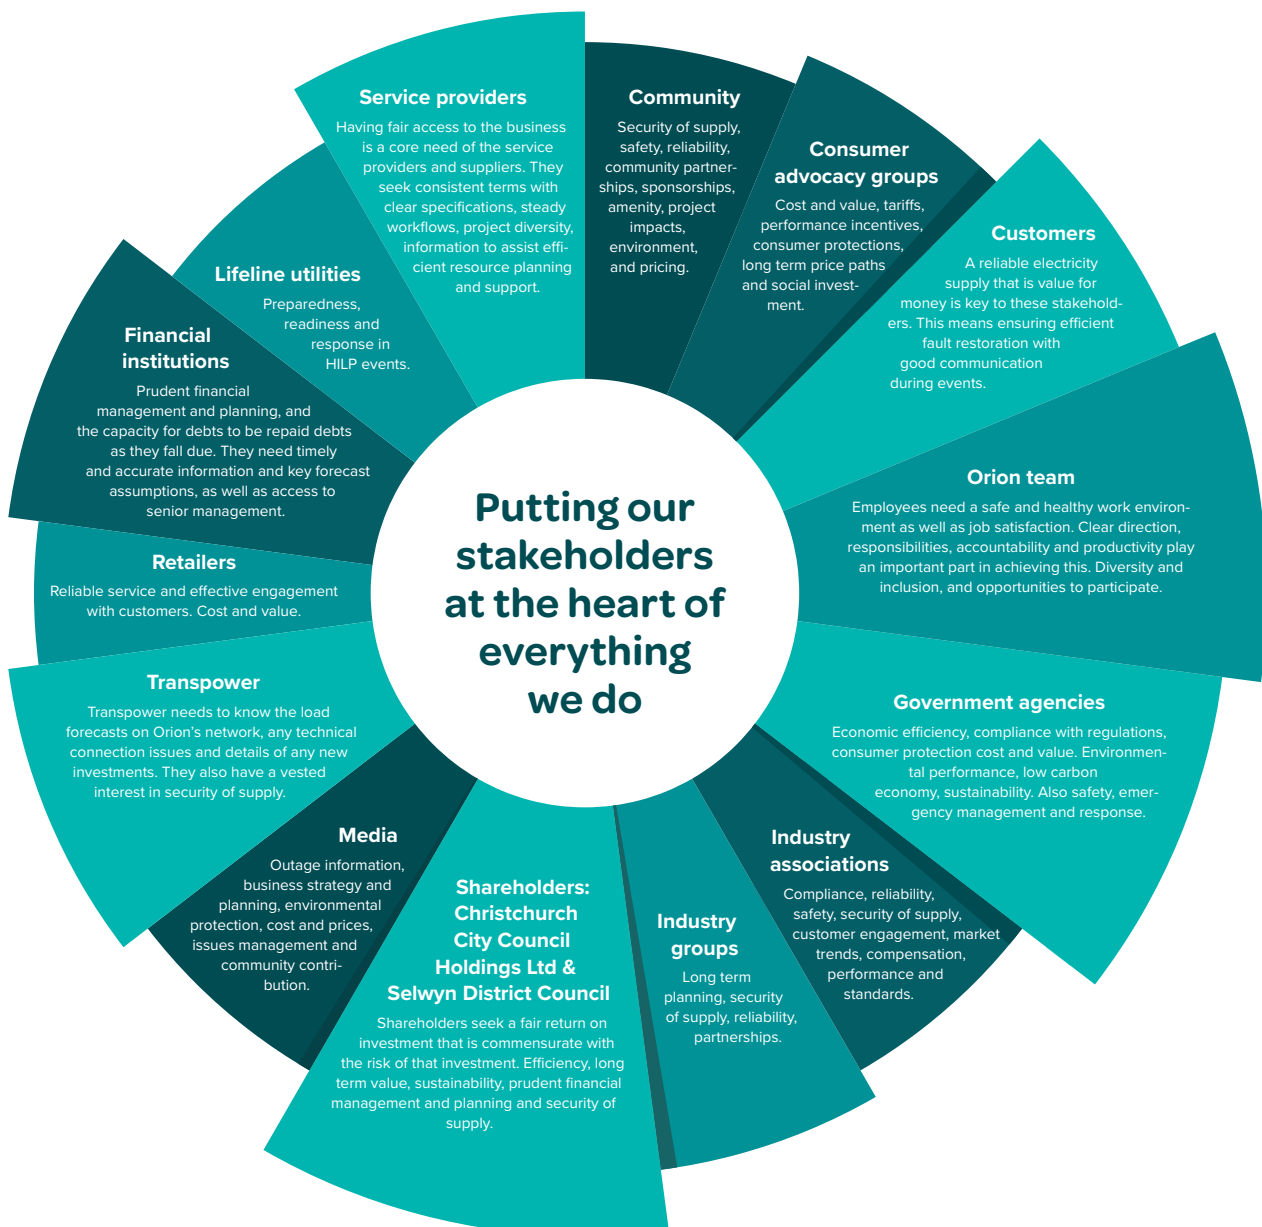 Putting our
stakeholders
at the heart of
everything
we do
Community
Security of supply,
safety, reliability,
community partner-
ships, sponsorships,
amenity, project
impacts,
environment,
and pricing.
Consumer
advocacy groups
Cost and value, tariffs,
performance incentives,
consumer protections,
long term price paths
and social invest-
ment.
Customers
A reliable electricity
supply that is value for
money is key to these stakehold-
ers. This means ensuring efficient
fault restoration with
good communication
during events.
Orion team
Employees need a safe and healthy work environ-
ment as well as job satisfaction. Clear direction,
responsibilities, accountability and productivity play
an important part in achieving this. Diversity and
inclusion, and opportunities to participate.
Government agencies
Economic efficiency, compliance with regulations,
consumer protection cost and value. Environmen-
tal performance, low carbon
economy, sustainability. Also safety, emer-
gency management and response.
Industry
associations
Compliance, reliability,
safety, security of supply,
customer engagement, market
trends, compensation,
performance and
standards.
Industry
groups
Long term
planning, security
of supply, reliability,
partnerships.
Shareholders:
Christchurch
City Council
Holdings Ltd &
Selwyn District Council
Shareholders seek a fair return on
investment that is commensurate with
the risk of that investment. Efficiency, long
term value, sustainability, prudent financial
management and planning and security of
supply.
Media
Outage information,
business strategy and
planning, environmental
protection, cost and prices,
issues management and
community contri-
bution.
Transpower
Transpower needs to know the load
forecasts on Orion's network, any technical
connection issues and details of any new
investments. They also have a vested
interest in security of supply.
Retailers
Reliable service and effective engagement
with customers. Cost and value.
Financial
institutions
Prudent financial
management and planning, and
the capacity for debts to be repaid debts
as they fall due. They need timely
and accurate information and key forecast
assumptions, as well as access to
senior management.
Lifeline utilities
Preparedness,
readiness and
response in
HILP events.
Service providers
Having fair access to the business
is a core need of the service
providers and suppliers. They
seek consistent terms with
clear specifications, steady
workflows, project diversity,
information to assist effi-
cient resource planning
and support.